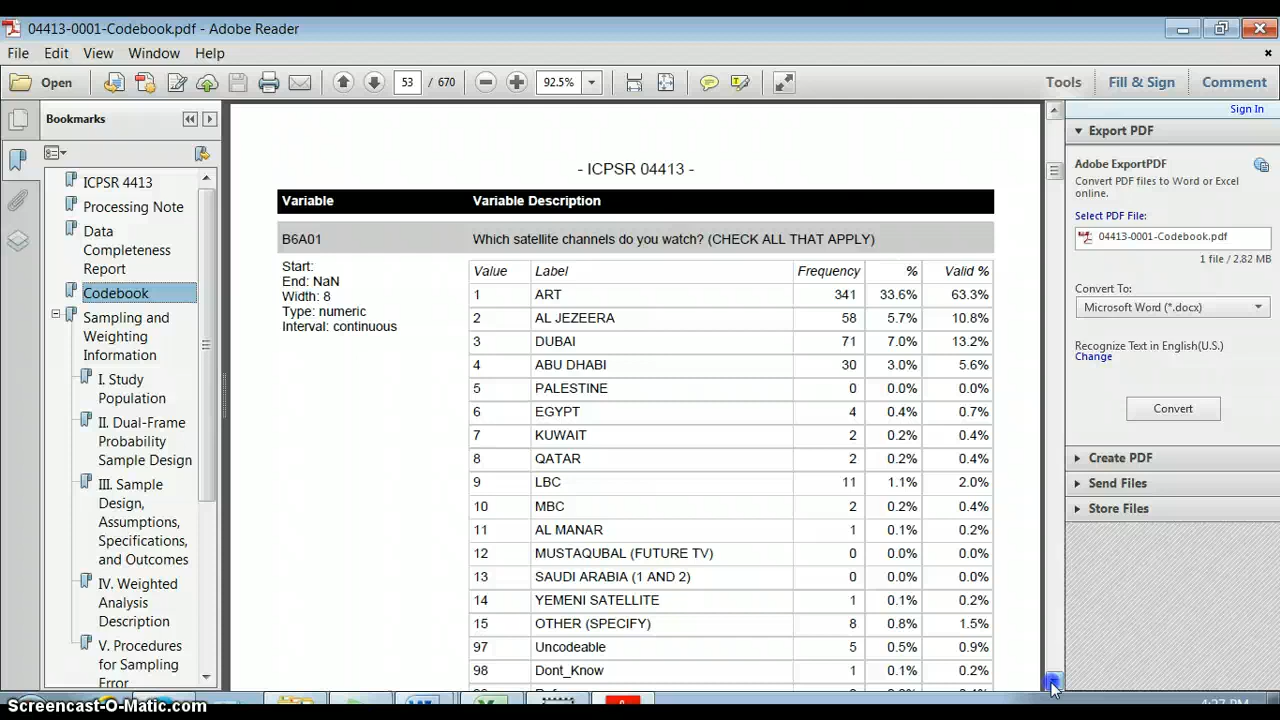 04413-0001-Codebook.pdf - Adobe Reader
File Edit View Window Help
Open 53 / 670 92.5% Tools Fill & Sign Comment
Sign In
Bookmarks
ICPSR 4413
Processing Note
Data
Completeness
Report
Codebook
Sampling and
Weighting
Information
I. Study
Population
II. Dual-Frame
Probability
Sample Design
III. Sample
Design,
Assumptions,
Specifications,
and Outcomes
IV. Weighted
Analysis
Description
V. Procedures
for Sampling
Error
- ICPSR 04413 -
Variable Variable Description
B6A01 Which satellite channels do you watch? (CHECK ALL THAT APPLY)
Start:
End: NaN
Width: 8
Type: numeric
Interval: continuous
Value Label Frequency % Valid %
1 ART 341 33.6% 63.3%
2 AL JEZEERA 58 5.7% 10.8%
3 DUBAI 71 7.0% 13.2%
4 ABU DHABI 30 3.0% 5.6%
5 PALESTINE 0 0.0% 0.0%
6 EGYPT 4 0.4% 0.7%
7 KUWAIT 2 0.2% 0.4%
8 QATAR 2 0.2% 0.4%
9 LBC 11 1.1% 2.0%
10 MBC 2 0.2% 0.4%
11 AL MANAR 1 0.1% 0.2%
12 MUSTAQUBAL (FUTURE TV) 0 0.0% 0.0%
13 SAUDI ARABIA (1 AND 2) 0 0.0% 0.0%
14 YEMENI SATELLITE 1 0.1% 0.2%
15 OTHER (SPECIFY) 8 0.8% 1.5%
97 Uncodeable 5 0.5% 0.9%
98 Dont_Know 1 0.1% 0.2%
Export PDF
Adobe ExportPDF
Convert PDF files to Word or Excel
online.
Select PDF File:
04413-0001-Codebook.pdf
1 file / 2.82 MB
Convert To:
Microsoft Word (*.docx)
Recognize Text in English(U.S.)
Change
Convert
Create PDF
Send Files
Store Files
Screencast-O-Matic.com